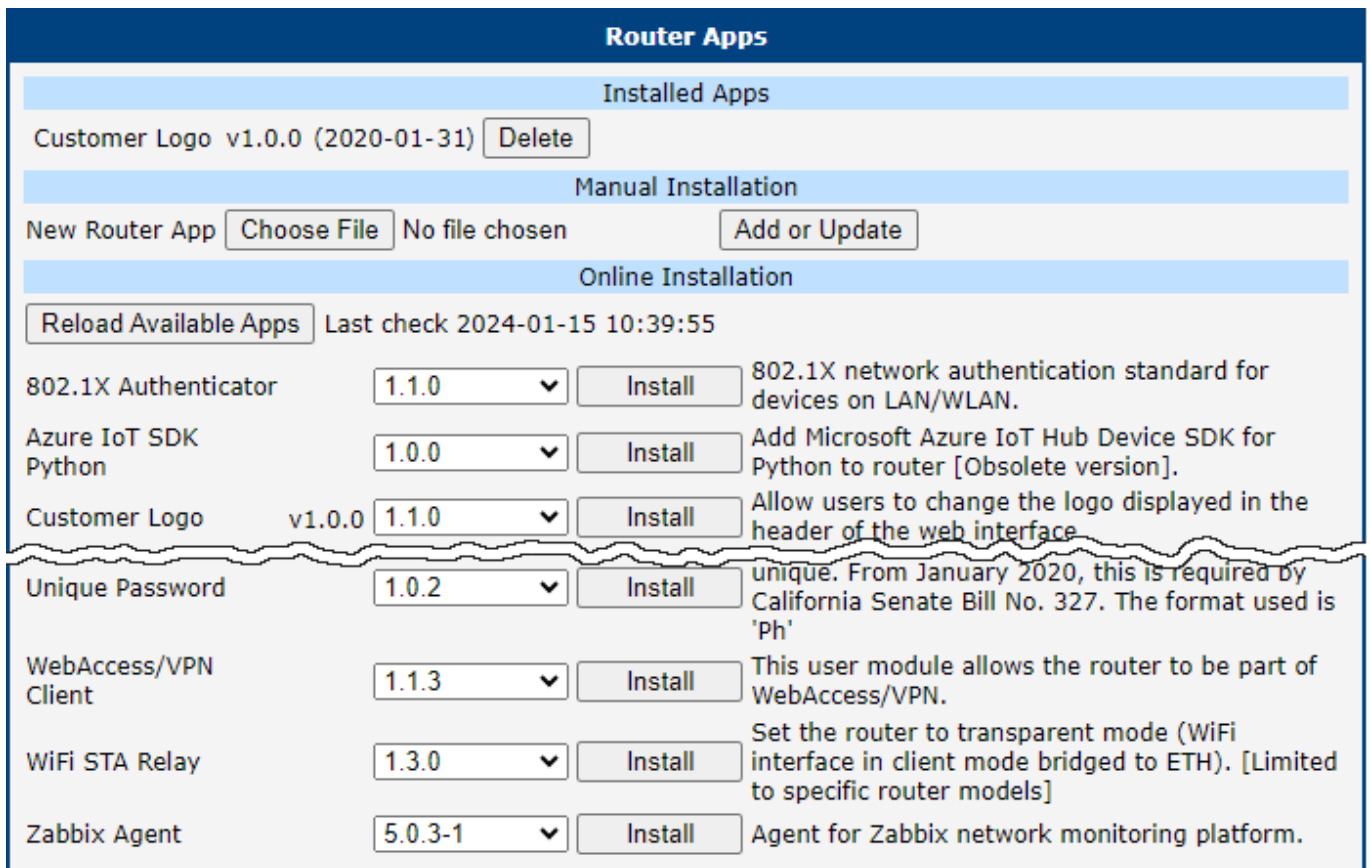 Router Apps
Installed Apps
Customer Logo v1.0.0 (2020-01-31) Delete
Manual Installation
New Router App Choose File No file chosen Add or Update
Online Installation
Reload Available Apps Last check 2024-01-15 10:39:55
802.1X Authenticator 1.1.0 Install 802.1X network authentication standard for
devices on LAN/WLAN.
Azure IoT SDK
Python 1.0.0 Install Add Microsoft Azure IoT Hub Device SDK for
Python to router [Obsolete version].
Customer Logo v1.0.0 1.1.0 Install Allow users to change the logo displayed in the
header of the web interface
Unique Password 1.0.2 Install unique. From January 2020, this is required by
California Senate Bill No. 327. The format used is
'Ph'
WebAccess/VPN
Client 1.1.3 Install This user module allows the router to be part of
WebAccess/VPN.
WiFi STA Relay 1.3.0 Install Set the router to transparent mode (WiFi
interface in client mode bridged to ETH). [Limited
to specific router models]
Zabbix Agent 5.0.3-1 Install Agent for Zabbix network monitoring platform.